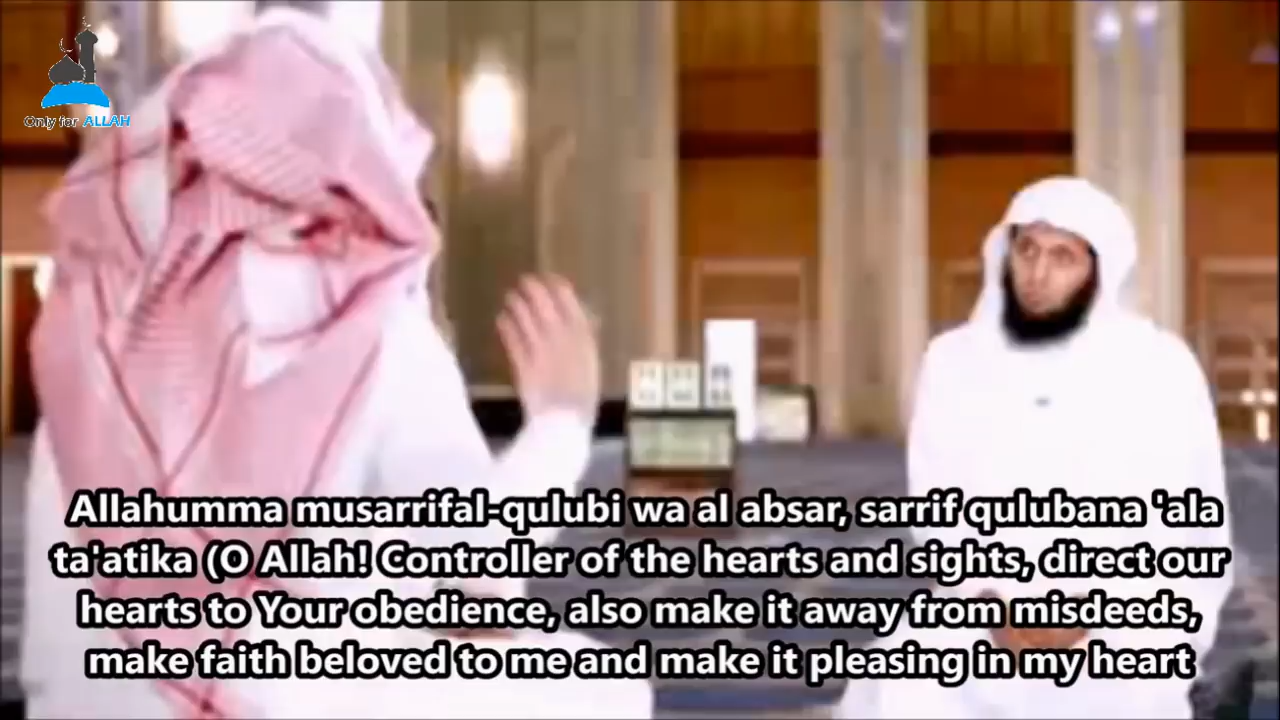 Only for ALLAH
Allahumma musarrifal-qulubi wa al absar, sarrif qulubana 'ala
ta'atika (O Allah! Controller of the hearts and sights, direct our
hearts to Your obedience, also make it away from misdeeds,
make faith beloved to me and make it pleasing in my heart